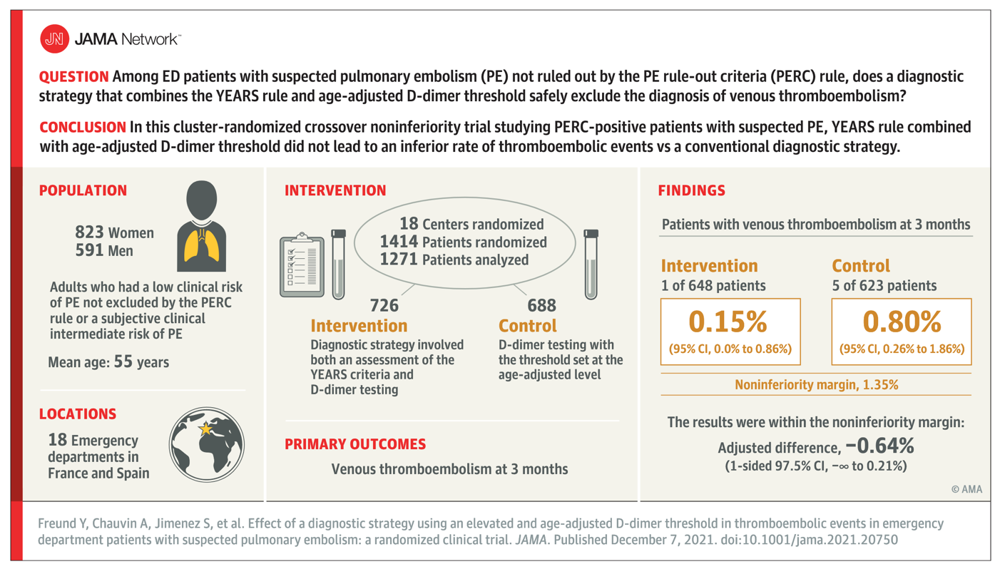 JN JAMA Network™
QUESTION Among ED patients with suspected pulmonary embolism (PE) not ruled out by the PE rule-out criteria (PERC) rule, does a diagnostic
strategy that combines the YEARS rule and age-adjusted D-dimer threshold safely exclude the diagnosis of venous thromboembolism?
CONCLUSION In this cluster-randomized crossover noninferiority trial studying PERC-positive patients with suspected PE, YEARS rule combined
with age-adjusted D-dimer threshold did not lead to an inferior rate of thromboembolic events vs a conventional diagnostic strategy.
POPULATION
823 Women
591 Men
Adults who had a low clinical risk
of PE not excluded by the PERC
rule or a subjective clinical
intermediate risk of PE
Mean age: 55 years
LOCATIONS
18 Emergency
departments in
France and Spain
INTERVENTION
18 Centers randomized
1414 Patients randomized
1271 Patients analyzed
726
Intervention
Diagnostic strategy involved
both an assessment of the
YEARS criteria and
D-dimer testing
688
Control
D-dimer testing with
the threshold set at the
age-adjusted level
PRIMARY OUTCOMES
Venous thromboembolism at 3 months
FINDINGS
Patients with venous thromboembolism at 3 months
Intervention
1 of 648 patients
0.15%
(95% CI, 0.0% to 0.86%)
Control
5 of 623 patients
0.80%
(95% CI, 0.26% to 1.86%)
Noninferiority margin, 1.35%
The results were within the noninferiority margin:
Adjusted difference, −0.64%
(1-sided 97.5% CI, −∞ to 0.21%)
© AMA
Freund Y, Chauvin A, Jimenez S, et al. Effect of a diagnostic strategy using an elevated and age-adjusted D-dimer threshold in thromboembolic events in emergency
department patients with suspected pulmonary embolism: a randomized clinical trial. JAMA. Published December 7, 2021. doi:10.1001/jama.2021.20750